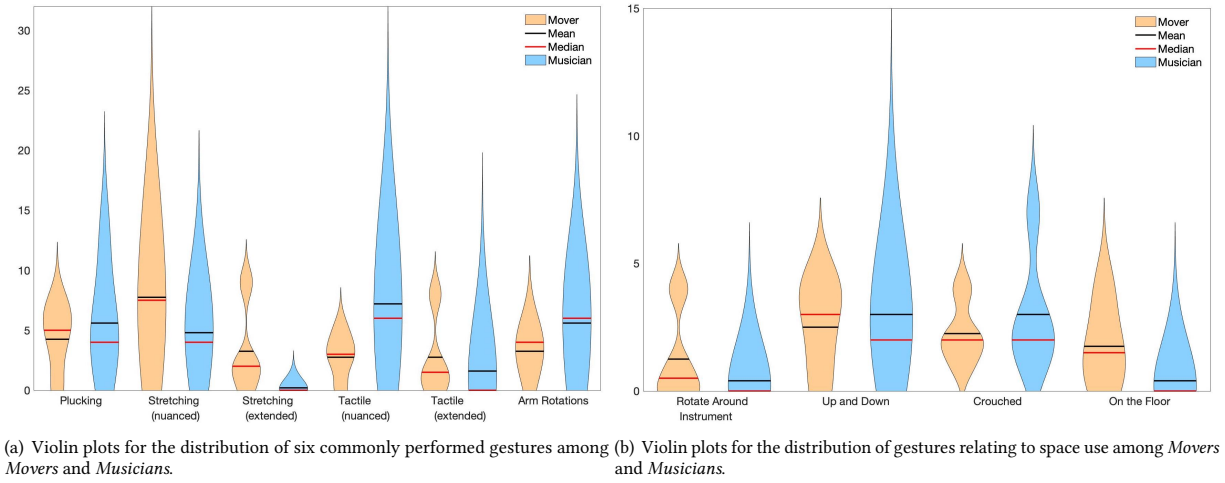 30
25
20
15
10
5
0
Mover
Mean
Median
Musician
Plucking
Stretching
(nuanced)
Stretching
(extended)
Tactile
(nuanced)
Tactile
(extended)
Arm Rotations
15
10
5
0
Mover
Mean
Median
Musician
Rotate Around
Instrument
Up and Down
Crouched
On the Floor
(a) Violin plots for the distribution of six commonly performed gestures among
Movers and Musicians.
(b) Violin plots for the distribution of gestures relating to space use among Movers
and Musicians.